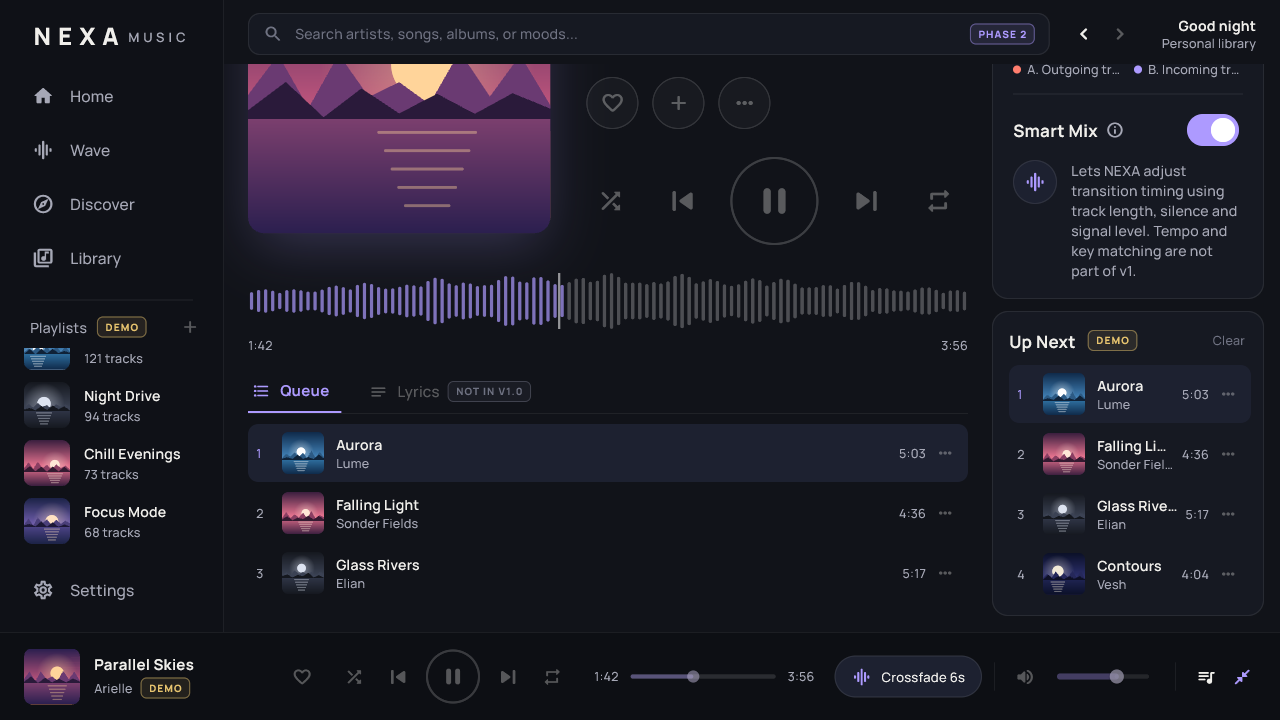 NEXA MUSIC
Home
Wave
Discover
Library
Playlists DEMO
121 tracks
Night Drive
94 tracks
Chill Evenings
73 tracks
Focus Mode
68 tracks
Settings
Search artists, songs, albums, or moods... PHASE 2
Good night
Personal library
1:42 3:56
Queue Lyrics NOT IN V1.0
1 Aurora 5:03
Lume
2 Falling Light 4:36
Sonder Fields
3 Glass Rivers 5:17
Elian
A. Outgoing tr... B. Incoming tr...
Smart Mix
Lets NEXA adjust
transition timing using
track length, silence and
signal level. Tempo and
key matching are not
part of v1.
Up Next DEMO Clear
1 Aurora 5:03
Lume
2 Falling Li... 4:36
Sonder Fiel...
3 Glass Rive... 5:17
Elian
4 Contours 4:04
Vesh
Parallel Skies
Arielle DEMO
1:42 3:56
Crossfade 6s